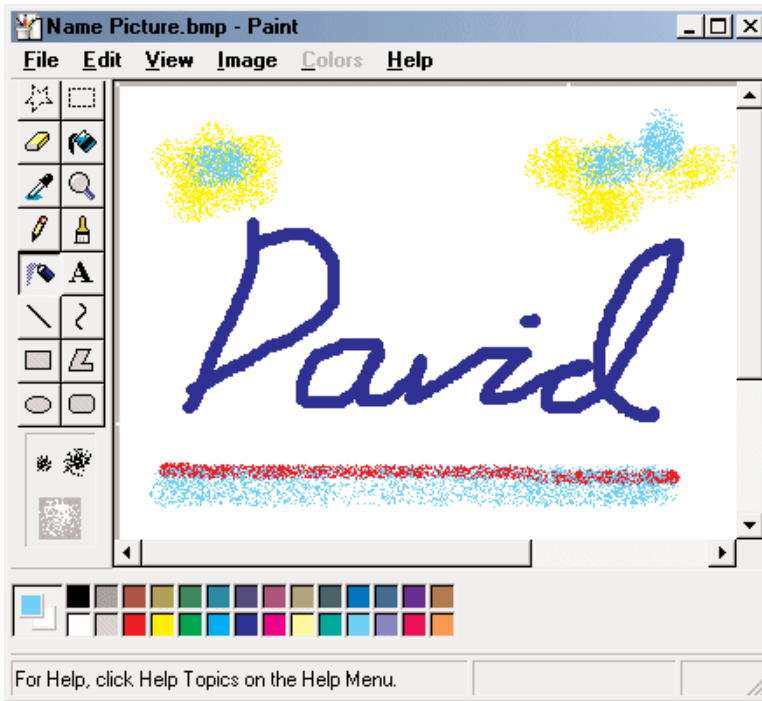 Name Picture.bmp - Paint
File Edit View Image Colors Help
A
David
For Help, click Help Topics on the Help Menu.